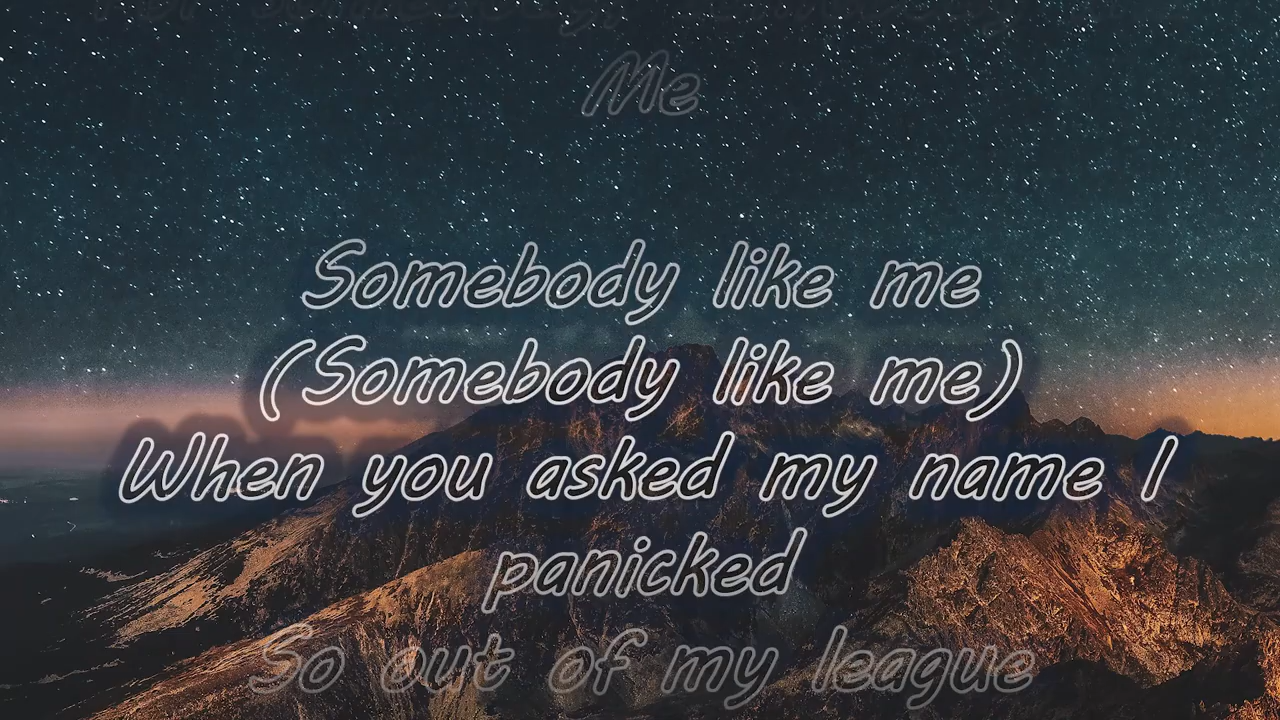 Me
Somebody like me
(Somebody like me)
When you asked my name I
panicked
So out of my league